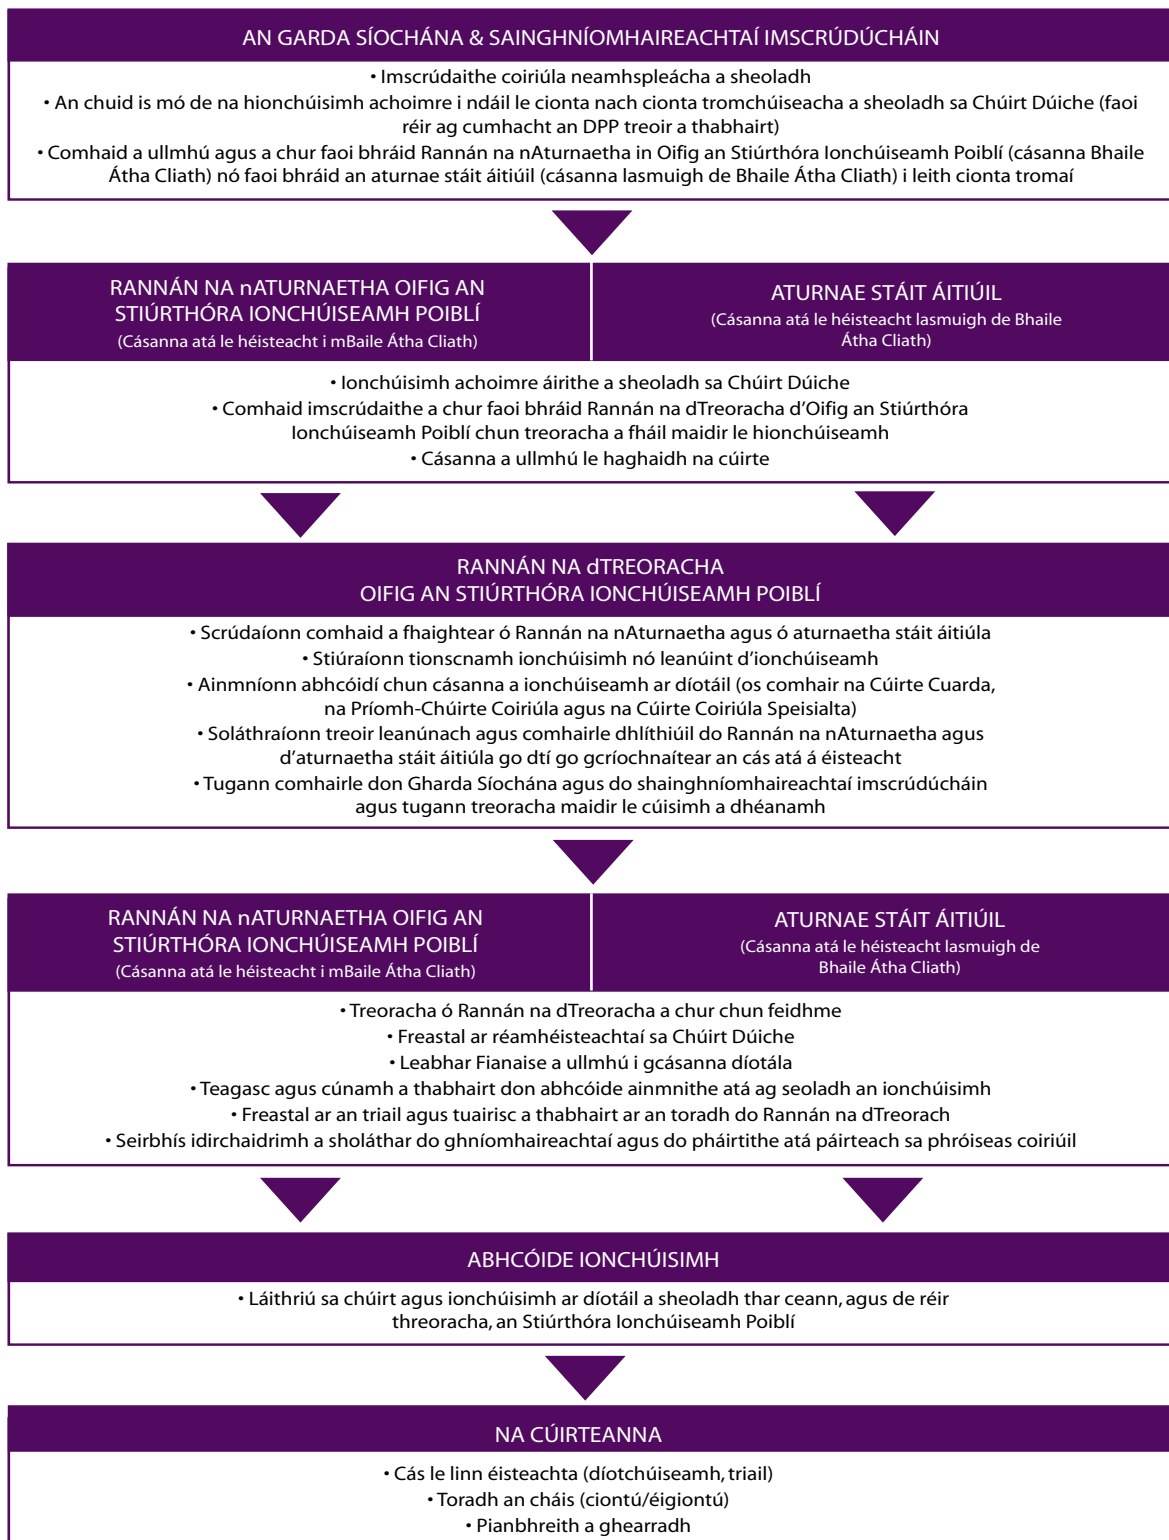 AN GARDA SÍOCHÁNA & SAINGHNÍOMHAIREACHTAÍ IMSCRÚDÚCHÁIN
• Imscrúdaithe coiriúla neamhspleácha a sheoladh
• An chuid is mó de na hionchúisimh achoimre i ndáil le cionta nach cionta tromchúiseacha a sheoladh sa Chúirt Dúiche (faoi
réir ag cumhacht an DPP treoir a thabhairt)
• Comhaid a ullmhú agus a chur faoi bhráid Rannán na nAturnaetha in Oifig an Stiúrthóra Ionchúiseamh Poiblí (cásanna Bhaile
Átha Cliath) nó faoi bhráid an aturnae stáit áitiúil (cásanna lasmuigh de Bhaile Átha Cliath) i leith cionta tromaí
RANNÁN NA nATURNAETHA OIFIG AN
STIÚRTHÓRA IONCHÚISEAMH POIBLÍ
(Cásanna atá le héisteacht i mBaile Átha Cliath)
ATURNAE STÁIT ÁITIÚIL
(Cásanna atá le héisteacht lasmuigh de Bhaile
Átha Cliath)
• Ionchúisimh achoimre áirithe a sheoladh sa Chúirt Dúiche
• Comhaid imscrúdaithe a chur faoi bhráid Rannán na dTreoracha d'Oifig an Stiúrthóra
Ionchúiseamh Poiblí chun treoracha a fháil maidir le hionchúiseamh
• Cásanna a ullmhú le haghaidh na cúirte
RANNÁN NA dTREORACHA
OIFIG AN STIÚRTHÓRA IONCHÚISEAMH POIBLÍ
• Scrúdaíonn comhaid a fhaightear ó Rannán na nAturnaetha agus ó aturnaetha stáit áitiúla
• Stiúraíonn tionscnamh ionchúisimh nó leanúint d'ionchúiseamh
• Ainmníonn abhcóidí chun cásanna a ionchúiseamh ar díotáil (os comhair na Cúirte Cuarda,
na Príomh-Chúirte Coiriúla agus na Cúirte Coiriúla Speisialta)
• Soláthraíonn treoir leanúnach agus comhairle dhlíthiúil do Rannán na nAturnaetha agus
d'aturnaetha stáit áitiúla go dtí go gcríochnaítear an cás atá á éisteacht
• Tugann comhairle don Gharda Síochána agus do shainghníomhaireachtaí imscrúdúcháin
agus tugann treoracha maidir le cúisimh a dhéanamh
RANNÁN NA nATURNAETHA OIFIG AN
STIÚRTHÓRA IONCHÚISEAMH POIBLÍ
(Cásanna atá le héisteacht i mBaile Átha Cliath)
ATURNAE STÁIT ÁITIÚIL
(Cásanna atá le héisteacht lasmuigh de
Bhaile Átha Cliath)
• Treoracha ó Rannán na dTreoracha a chur chun feidhme
• Freastal ar réamhéisteachtaí sa Chúirt Dúiche
• Leabhar Fianaise a ullmhú i gcásanna díotála
• Teagasc agus cúnamh a thabhairt don abhcóide ainmnithe atá ag seoladh an ionchúisimh
• Freastal ar an triail agus tuairisc a thabhairt ar an toradh do Rannán na dTreorach
• Seirbhís idirchaidrimh a sholáthar do ghníomhaireachtaí agus do pháirtithe atá páirteach sa phróiseas coiriúil
ABHCÓIDE IONCHÚISIMH
• Láithriú sa chúirt agus ionchúisimh ar díotáil a sheoladh thar ceann, agus de réir
threoracha, an Stiúrthóra Ionchúiseamh Poiblí
NA CÚIRTEANNA
• Cás le linn éisteachta (díotchúiseamh, triail)
• Toradh an cháis (ciontú/éigiontú)
• Pianbhreith a ghearradh